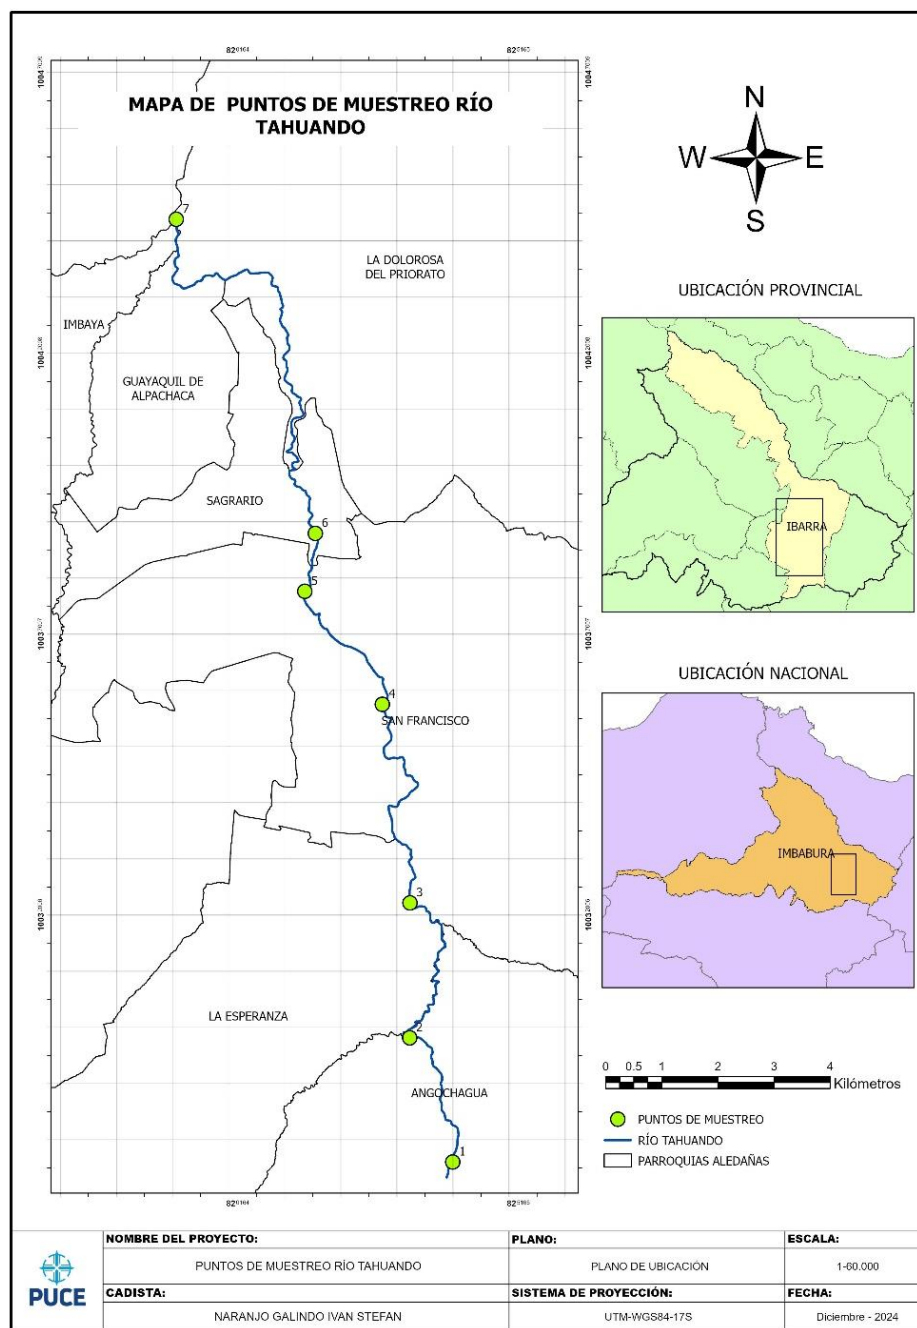 82⁰¹⁶⁶
82⁵¹⁶⁵
MAPA DE PUNTOS DE MUESTREO RÍO
TAHUANDO
7
LA DOLOROSA
DEL PRIORATO
IMBAYA
GUAYAQUIL DE
ALPACHACA
SAGRARIO
6
5
4
SAN FRANCISCO
3
LA ESPERANZA
2
ANGOCHAGUA
1
82⁰¹⁶⁶
82⁵¹⁶⁵
N
W
E
S
UBICACIÓN PROVINCIAL
IBARRA
UBICACIÓN NACIONAL
IMBABURA
0 0.5 1 2 3 4
Kilómetros
PUNTOS DE MUESTREO
RÍO TAHUANDO
PARROQUIAS ALEDAÑAS
PUCE
NOMBRE DEL PROYECTO:
PUNTOS DE MUESTREO RÍO TAHUANDO
PLANO:
PLANO DE UBICACIÓN
ESCALA:
1-60.000
CADISTA:
NARANJO GALINDO IVAN STEFAN
SISTEMA DE PROYECCIÓN:
UTM-WGS84-17S
FECHA:
Diciembre - 2024